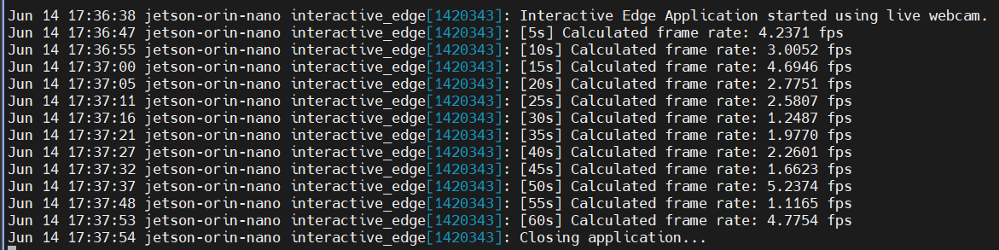 Jun 14 17:36:38 jetson-orin-nano interactive_edge[1420343]: Interactive Edge Application started using live webcam.
Jun 14 17:36:47 jetson-orin-nano interactive_edge[1420343]: [5s] Calculated frame rate: 4.2371 fps
Jun 14 17:36:55 jetson-orin-nano interactive_edge[1420343]: [10s] Calculated frame rate: 3.0052 fps
Jun 14 17:37:00 jetson-orin-nano interactive_edge[1420343]: [15s] Calculated frame rate: 4.6946 fps
Jun 14 17:37:05 jetson-orin-nano interactive_edge[1420343]: [20s] Calculated frame rate: 2.7751 fps
Jun 14 17:37:11 jetson-orin-nano interactive_edge[1420343]: [25s] Calculated frame rate: 2.5807 fps
Jun 14 17:37:16 jetson-orin-nano interactive_edge[1420343]: [30s] Calculated frame rate: 1.2487 fps
Jun 14 17:37:21 jetson-orin-nano interactive_edge[1420343]: [35s] Calculated frame rate: 1.9770 fps
Jun 14 17:37:27 jetson-orin-nano interactive_edge[1420343]: [40s] Calculated frame rate: 2.2601 fps
Jun 14 17:37:32 jetson-orin-nano interactive_edge[1420343]: [45s] Calculated frame rate: 1.6623 fps
Jun 14 17:37:37 jetson-orin-nano interactive_edge[1420343]: [50s] Calculated frame rate: 5.2374 fps
Jun 14 17:37:48 jetson-orin-nano interactive_edge[1420343]: [55s] Calculated frame rate: 1.1165 fps
Jun 14 17:37:53 jetson-orin-nano interactive_edge[1420343]: [60s] Calculated frame rate: 4.7754 fps
Jun 14 17:37:54 jetson-orin-nano interactive_edge[1420343]: Closing application...